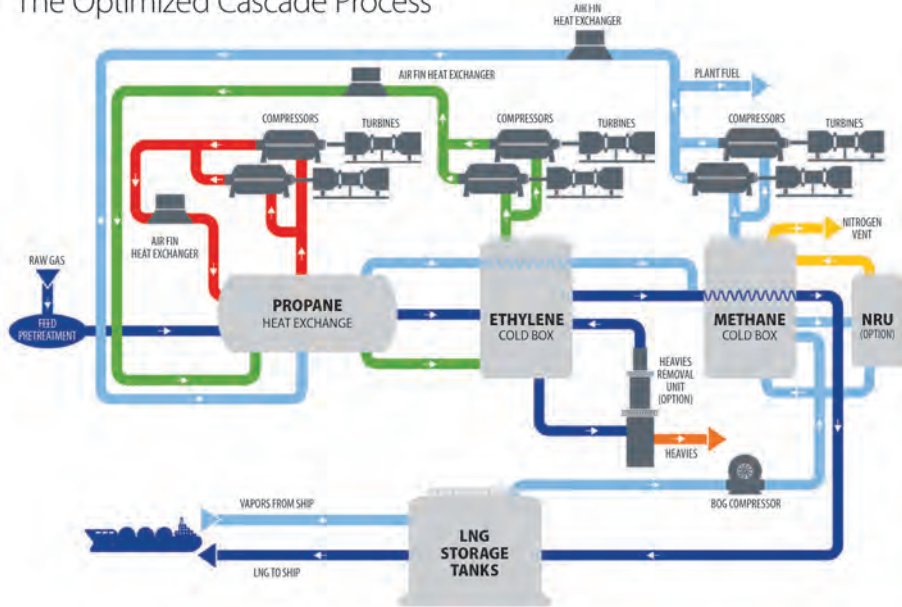 The Optimized Cascade Process
AIR FIN
HEAT EXCHANGER
AIR FIN HEAT EXCHANGER
PLANT FUEL
COMPRESSORS
TURBINES
COMPRESSORS
TURBINES
COMPRESSORS
TURBINES
AIR FIN
HEAT EXCHANGER
NITROGEN
VENT
RAW GAS
FEED
PRETREATMENT
PROPANE
HEAT EXCHANGE
ETHYLENE
COLD BOX
METHANE
COLD BOX
NRU
(OPTION)
HEAVIES
REMOVAL
UNIT
(OPTION)
HEAVIES
BOG COMPRESSOR
VAPORS FROM SHIP
LNG
STORAGE
TANKS
LNG TO SHIP